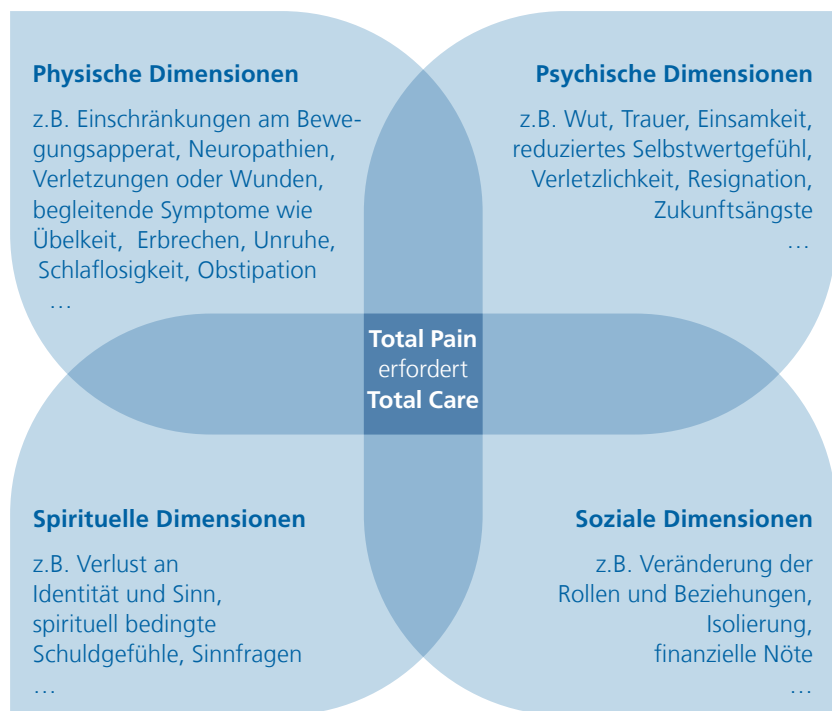 Physische Dimensionen
z.B. Einschränkungen am Bewe-
gungsapperat, Neuropathien,
Verletzungen oder Wunden,
begleitende Symptome wie
Übelkeit, Erbrechen, Unruhe,
Schlaflosigkeit, Obstipation
…
Psychische Dimensionen
z.B. Wut, Trauer, Einsamkeit,
reduziertes Selbstwertgefühl,
Verletzlichkeit, Resignation,
Zukunftsängste
…
Total Pain
erfordert
Total Care
Spirituelle Dimensionen
z.B. Verlust an
Identität und Sinn,
spirituell bedingte
Schuldgefühle, Sinnfragen
…
Soziale Dimensionen
z.B. Veränderung der
Rollen und Beziehungen,
Isolierung,
finanzielle Nöte
…